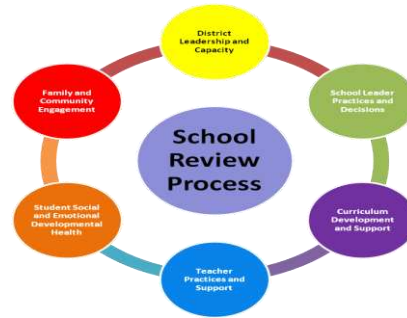 District
Leadership and
Capacity
School Leader
Practices and
Decisions
Curriculum
Development
and Support
Teacher
Practices and
Support
Student Social
and Emotional
Developmental
Health
Family and
Community
Engagement
School
Review
Process